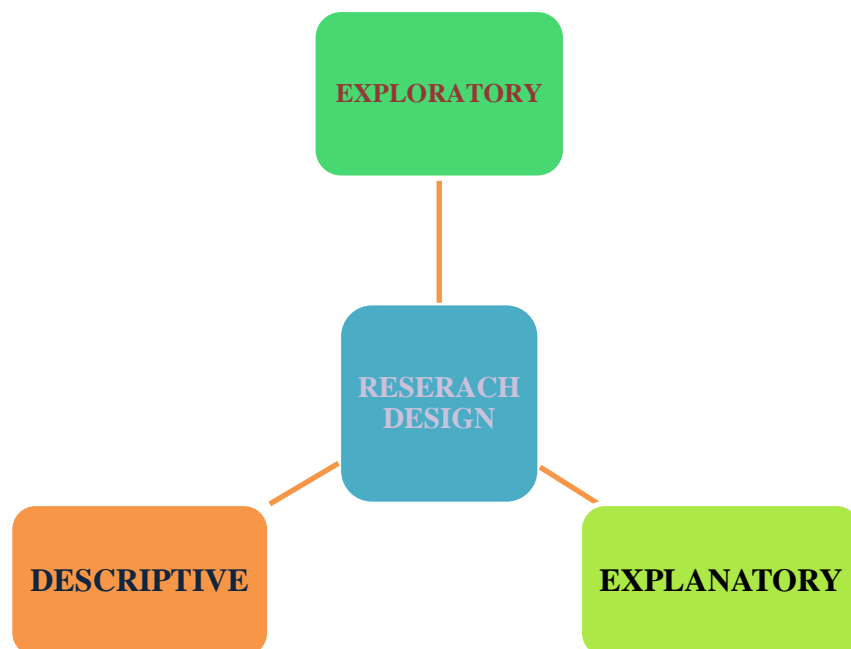 EXPLORATORY
RESERACH
DESIGN
DESCRIPTIVE
EXPLANATORY